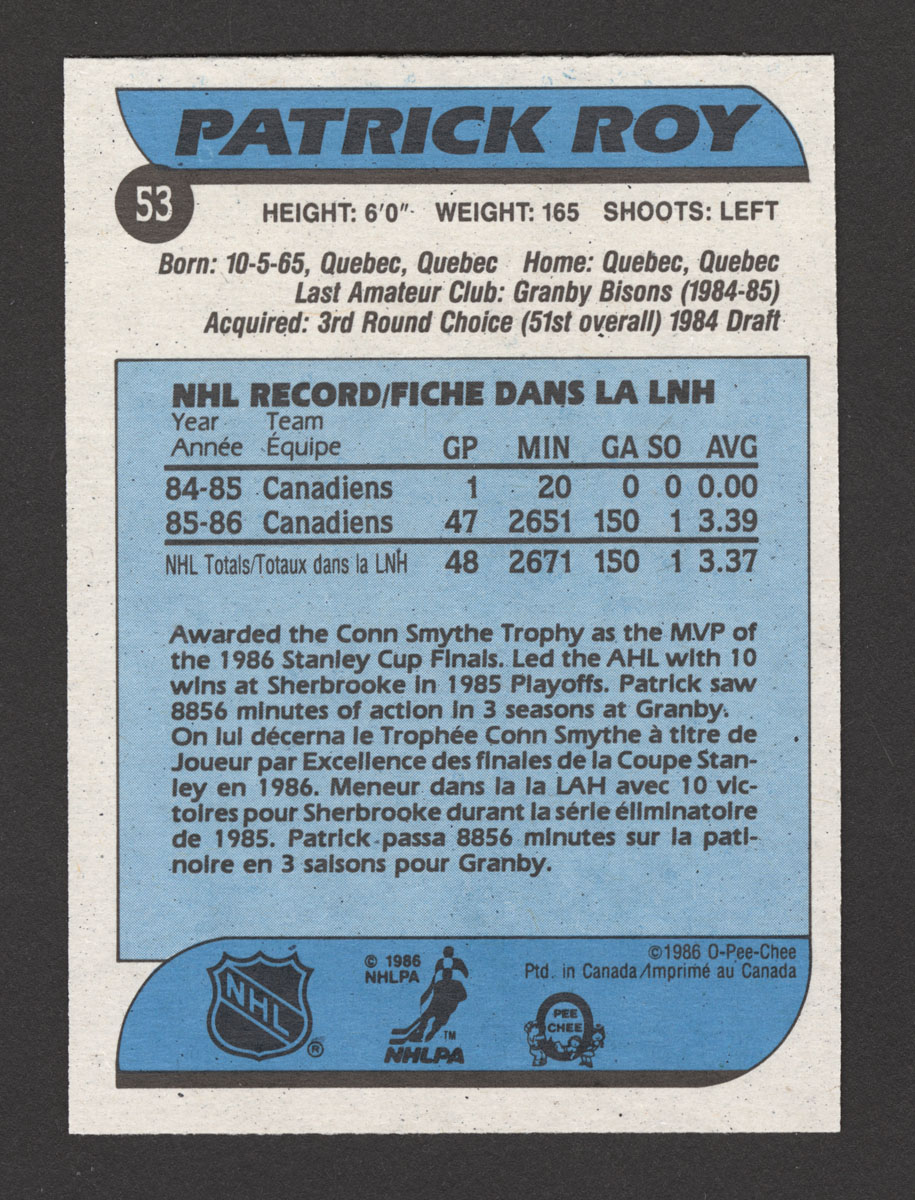 PATRICK ROY
53
HEIGHT: 6'0" WEIGHT: 165 SHOOTS: LEFT
Born: 10-5-65, Quebec, Quebec Home: Quebec, Quebec
Last Amateur Club: Granby Bisons (1984-85)
Acquired: 3rd Round Choice (51st overall) 1984 Draft
NHL RECORD/FICHE DANS LA LNH
Year Team
Année Équipe GP MIN GA SO AVG
84-85 Canadiens 1 20 0 0 0.00
85-86 Canadiens 47 2651 150 1 3.39
NHL Totals/Totaux dans la LNH 48 2671 150 1 3.37
Awarded the Conn Smythe Trophy as the MVP of
the 1986 Stanley Cup Finals. Led the AHL with 10
wins at Sherbrooke in 1985 Playoffs. Patrick saw
8856 minutes of action in 3 seasons at Granby.
On lui décerna le Trophée Conn Smythe à titre de
Joueur par Excellence des finales de la Coupe Stan-
ley en 1986. Meneur dans la la LAH avec 10 vic-
toires pour Sherbrooke durant la série éliminatoire
de 1985. Patrick passa 8856 minutes sur la pati-
noire en 3 saisons pour Granby.
©1986 O-Pee-Chee
Ptd. in Canada/Imprimé au Canada
© 1986
NHLPA
NHL
®
TM
NHLPA
PEE
CHEE